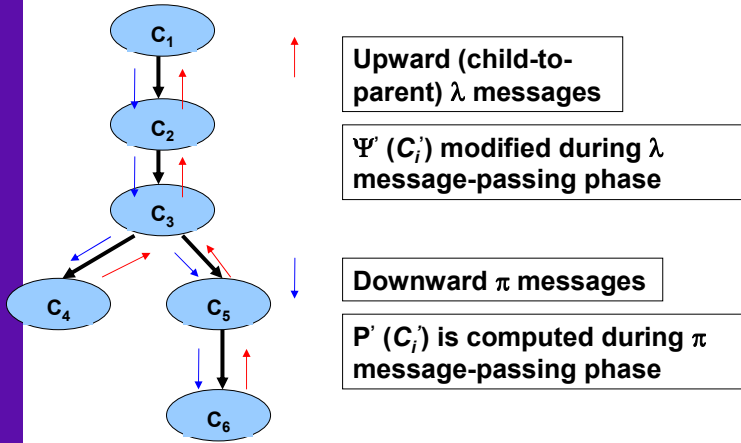 C₁
C₂
C₃
C₄
C₅
C₆
Upward (child-to-
parent) λ messages
Ψ' (Cᵢ') modified during λ
message-passing phase
Downward π messages
P' (Cᵢ') is computed during π
message-passing phase